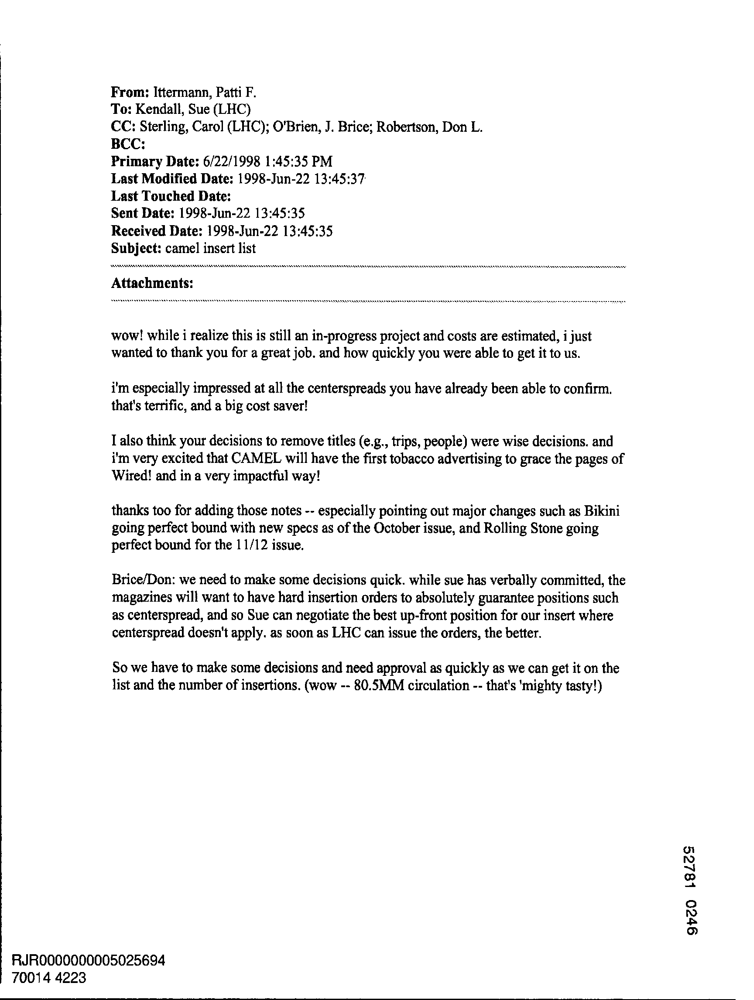 From: Ittermann, Patti F.
To: Kendall, Sue (LHC)
CC: Sterling, Carol (LHC); O'Brien, J. Brice; Robertson, Don L.
BCC:
Primary Date: 6/22/1998 1:45:35 PM
Last Modified Date: 1998-Jun-22 13:45:37
Last Touched Date:
Sent Date: 1998-Jun-22 13:45:35
Received Date: 1998-Jun-22 13:45:35
Subject: camel insert list
Attachments:
wow! while i realize this is still an in-progress project and costs are estimated, i just
wanted to thank you for a great job. and how quickly you were able to get it to us.
i'm especially impressed at all the centerspreads you have already been able to confirm.
that's terrific, and a big cost saver!
I also think your decisions to remove titles (e.g., trips, people) were wise decisions. and
i'm very excited that CAMEL will have the first tobacco advertising to grace the pages of
Wired! and in a very impactful way!
thanks too for adding those notes -- especially pointing out major changes such as Bikini
going perfect bound with new specs as of the October issue, and Rolling Stone going
perfect bound for the 11/12 issue.
Brice/Don: we need to make some decisions quick. while sue has verbally committed, the
magazines will want to have hard insertion orders to absolutely guarantee positions such
as centerspread, and so Sue can negotiate the best up-front position for our insert where
centerspread doesn't apply. as soon as LHC can issue the orders, the better.
So we have to make some decisions and need approval as quickly as we can get it on the
list and the number of insertions. (wow -- 80.5MM circulation -- that's 'mighty tasty!)
52781 0246
RJR0000000005025694
70014 4223